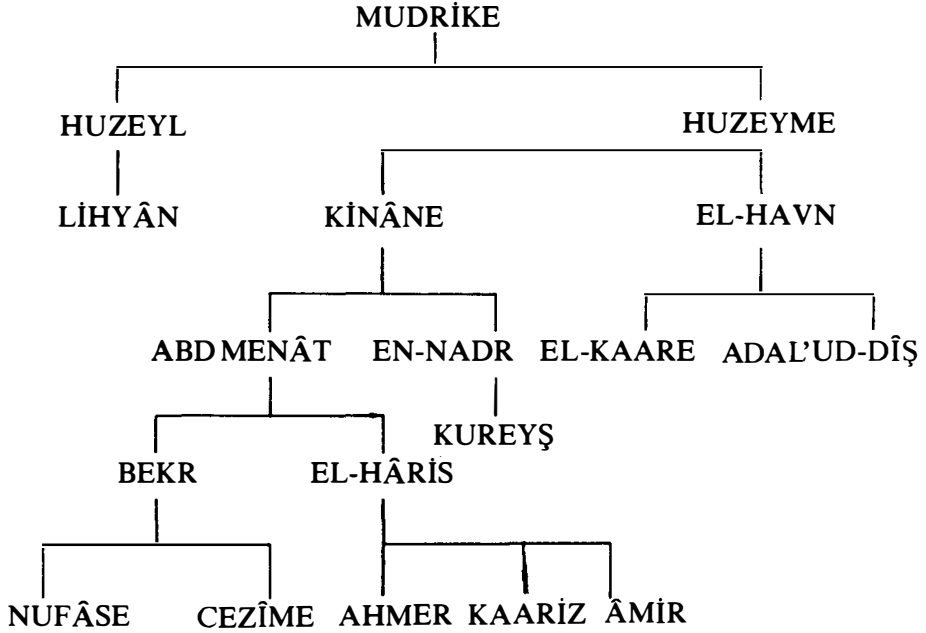 MUDRİKE
HUZEYL HUZEYME
LİHYÂN KİNÂNE EL-HAVN
ABD MENÂT EN-NADR EL-KAARE ADAL'UD-DÎŞ
KUREYŞ
BEKR EL-HÂRİS
NUFÂSE CEZÎME AHMER KAARİZ ÂMİR